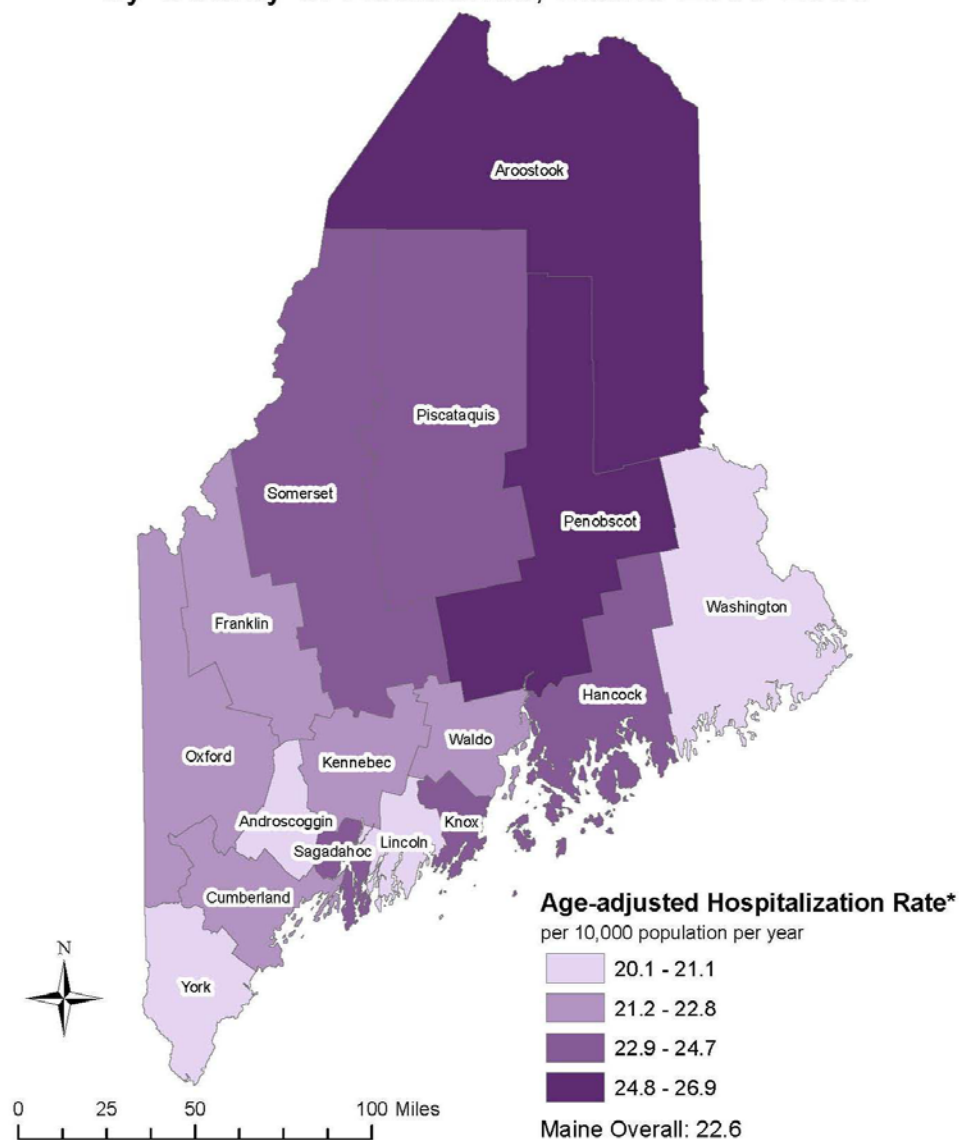 Aroostook
Piscataquis
Somerset
Penobscot
Washington
Franklin
Hancock
Waldo
Oxford
Kennebec
Androscoggin
Knox
Lincoln
Sagadahoc
Cumberland
York
N
Age-adjusted Hospitalization Rate*
per 10,000 population per year
20.1 - 21.1
21.2 - 22.8
22.9 - 24.7
24.8 - 26.9
Maine Overall: 22.6
0 25 50 100 Miles